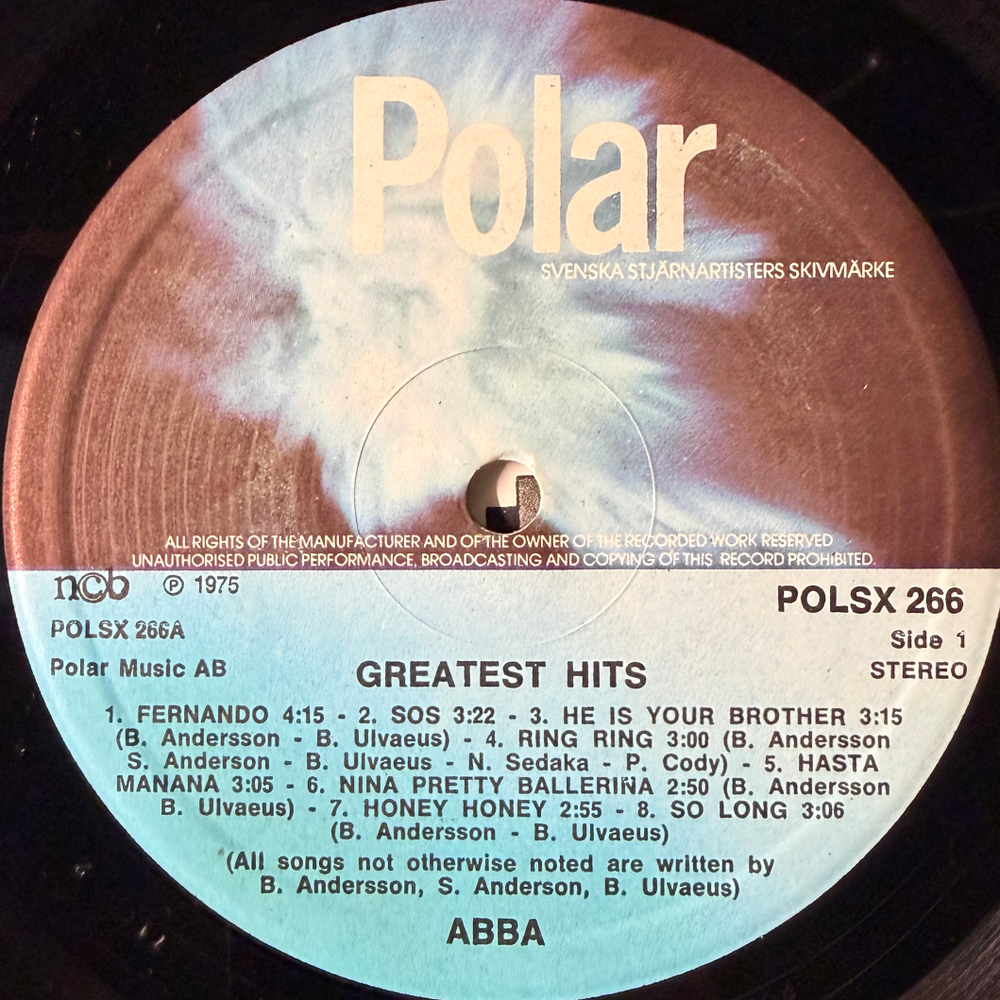 Polar
SVENSKA STJÄRNARTISTERS SKIVMÄRKE
ALL RIGHTS OF THE MANUFACTURER AND OF THE OWNER OF THE RECORDED WORK RESERVED
UNAUTHORISED PUBLIC PERFORMANCE, BROADCASTING AND COPYING OF THIS RECORD PROHIBITED.
ncb ℗ 1975
POLSX 266
POLSX 266A
Side 1
Polar Music AB
STEREO
GREATEST HITS
1. FERNANDO 4:15 - 2. SOS 3:22 - 3. HE IS YOUR BROTHER 3:15
(B. Andersson - B. Ulvaeus) - 4. RING RING 3:00 (B. Andersson
S. Anderson - B. Ulvaeus - N. Sedaka - P. Cody) - 5. HASTA
MANANA 3:05 - 6. NINA PRETTY BALLERINA 2:50 (B. Andersson
B. Ulvaeus) - 7. HONEY HONEY 2:55 - 8. SO LONG 3:06
(B. Andersson - B. Ulvaeus)
(All songs not otherwise noted are written by
B. Andersson, S. Anderson, B. Ulvaeus)
ABBA